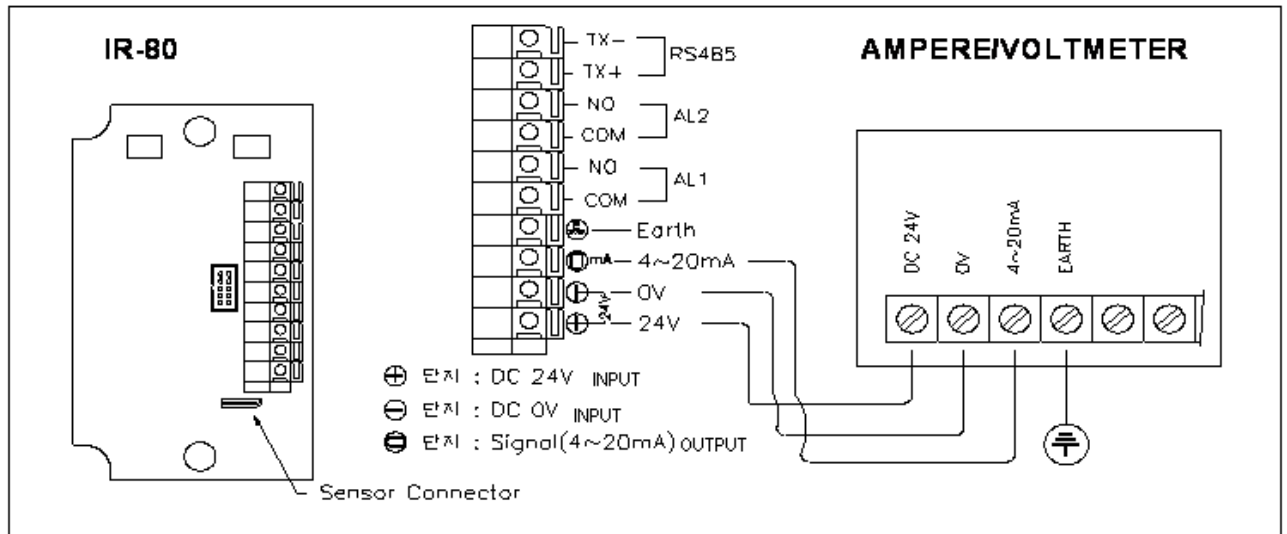 IR-80
AMPERE/VOLTMETER
TX-
TX+
RS485
NO
COM
AL2
NO
COM
AL1
Earth
mA
4~20mA
0V
24V
24V
⊕ 단자 : DC 24V INPUT
⊖ 단자 : DC 0V INPUT
단자 : Signal(4~20mA) OUTPUT
Sensor Connector
DC 24V
0V
4~20mA
EARTH